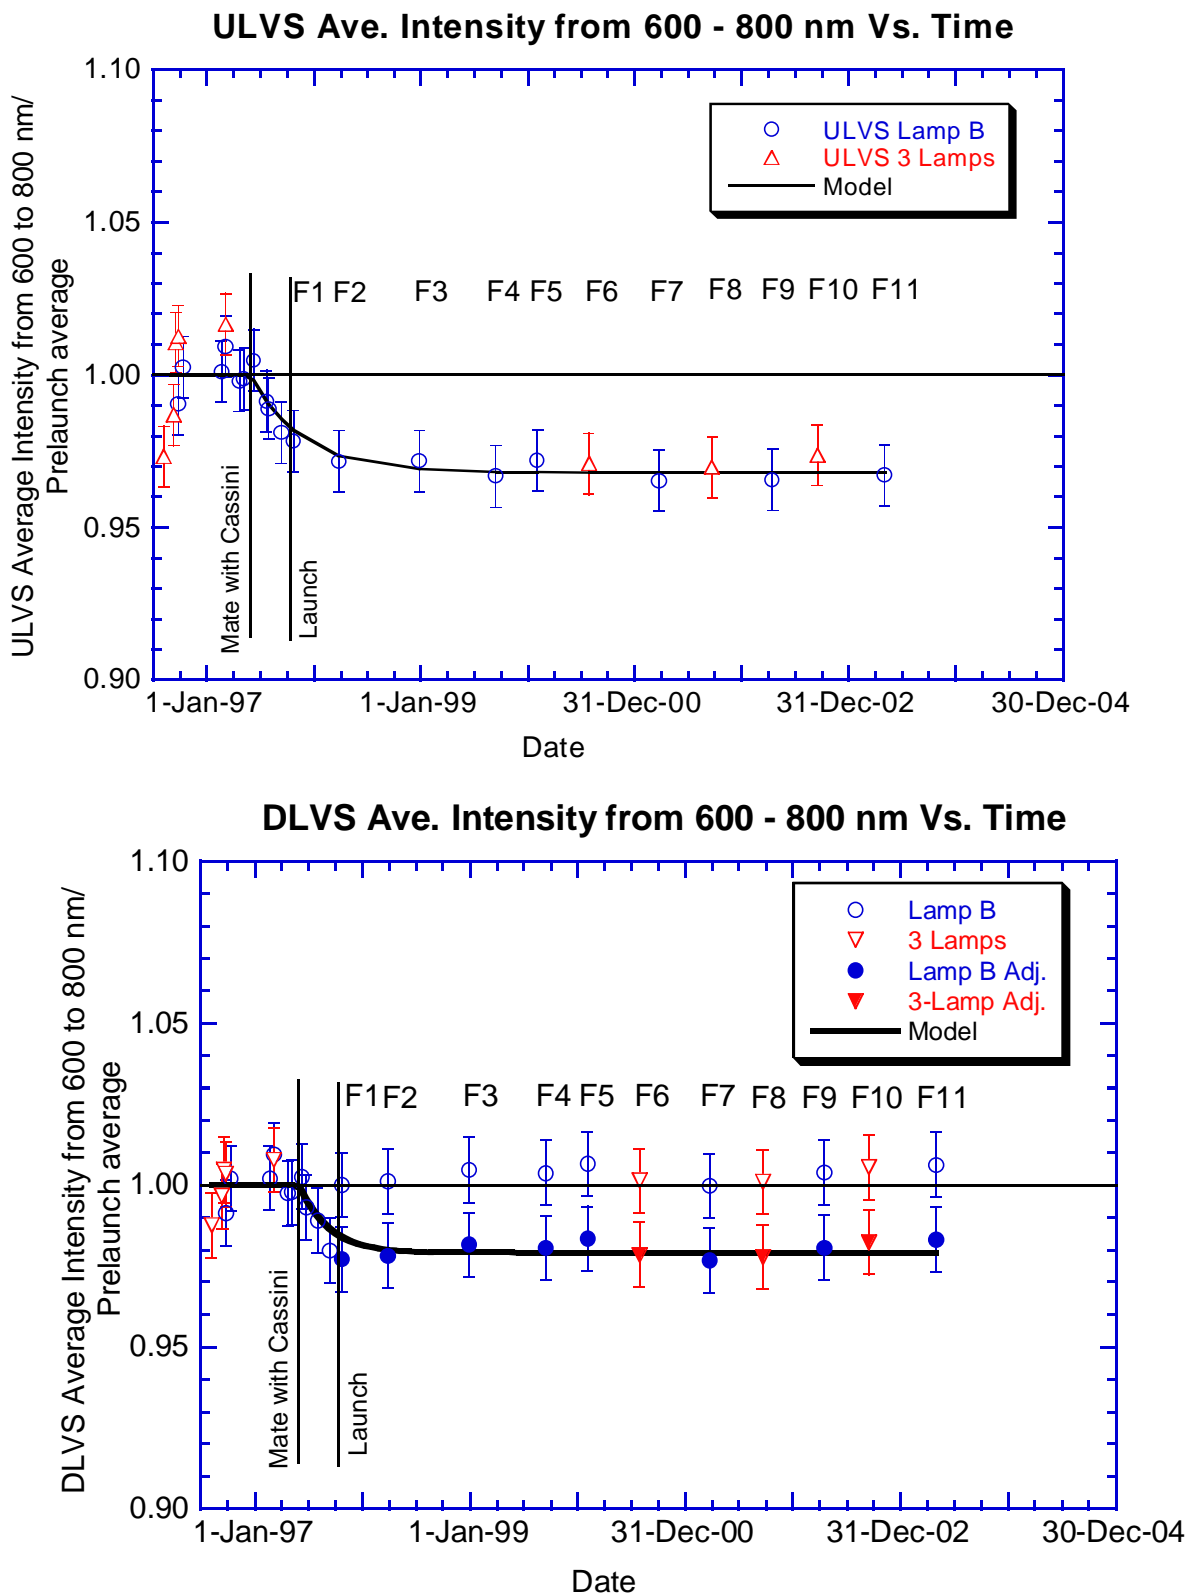 ULVS Ave. Intensity from 600 - 800 nm Vs. Time
ULVS Average Intensity from 600 to 800 nm/
Prelaunch average
1.10
1.05
1.00
0.95
0.90
ULVS Lamp B
ULVS 3 Lamps
Model
F1 F2 F3 F4 F5 F6 F7 F8 F9 F10 F11
Mate with Cassini
Launch
1-Jan-97 1-Jan-99 31-Dec-00 31-Dec-02 30-Dec-04
Date
DLVS Ave. Intensity from 600 - 800 nm Vs. Time
DLVS Average Intensity from 600 to 800 nm/
Prelaunch average
1.10
1.05
1.00
0.95
0.90
Lamp B
3 Lamps
Lamp B Adj.
3-Lamp Adj.
Model
F1 F2 F3 F4 F5 F6 F7 F8 F9 F10 F11
Mate with Cassini
Launch
1-Jan-97 1-Jan-99 31-Dec-00 31-Dec-02 30-Dec-04
Date